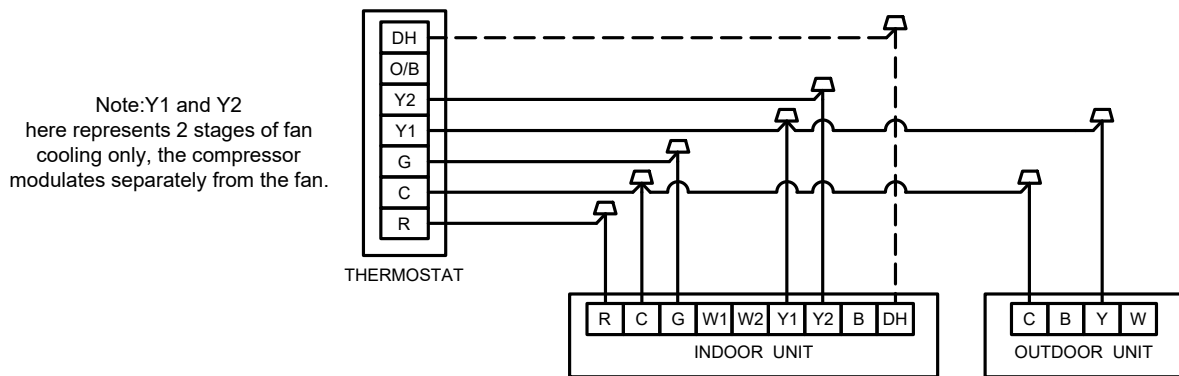 Note:Y1 and Y2
here represents 2 stages of fan
cooling only, the compressor
modulates separately from the fan.
DH
O/B
Y2
Y1
G
C
R
THERMOSTAT
R C G W1 W2 Y1 Y2 B DH
INDOOR UNIT
C B Y W
OUTDOOR UNIT